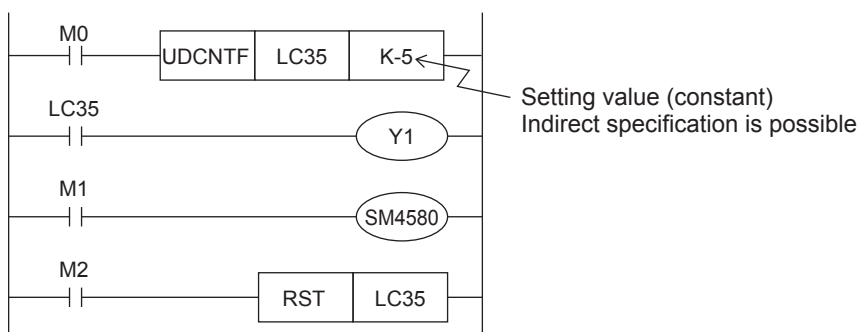 M0
UDCNTF LC35 K-5
Setting value (constant)
Indirect specification is possible
LC35
Y1
M1
SM4580
M2
RST LC35